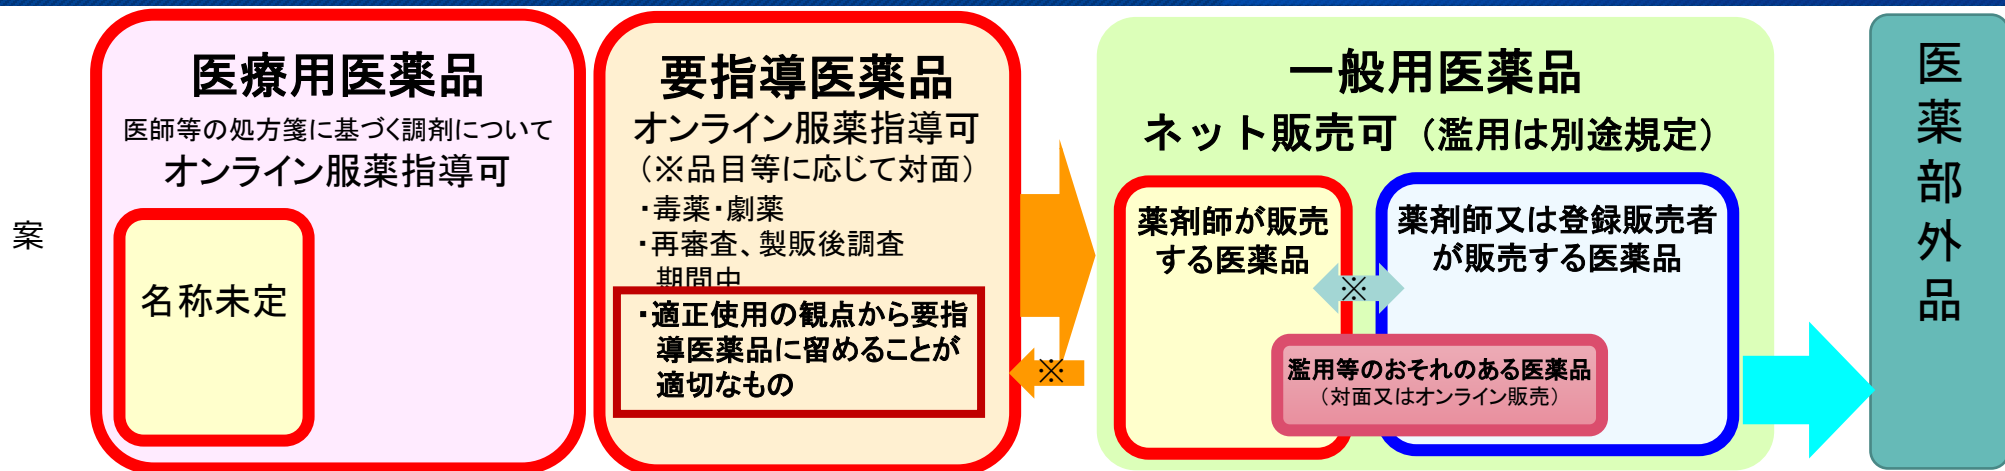 案
医療用医薬品
医師等の処方箋に基づく調剤について
オンライン服薬指導可
名称未定
要指導医薬品
オンライン服薬指導可
(※品目等に応じて対面)
・毒薬・劇薬
・再審査、製販後調査
期間中
・適正使用の観点から要指
導医薬品に留めることが
適切なもの
※
一般用医薬品
ネット販売可（濫用は別途規定）
薬剤師が販売
する医薬品
※
薬剤師又は登録販売者
が販売する医薬品
濫用等のおそれのある医薬品
（対面又はオンライン販売）
医薬部外品